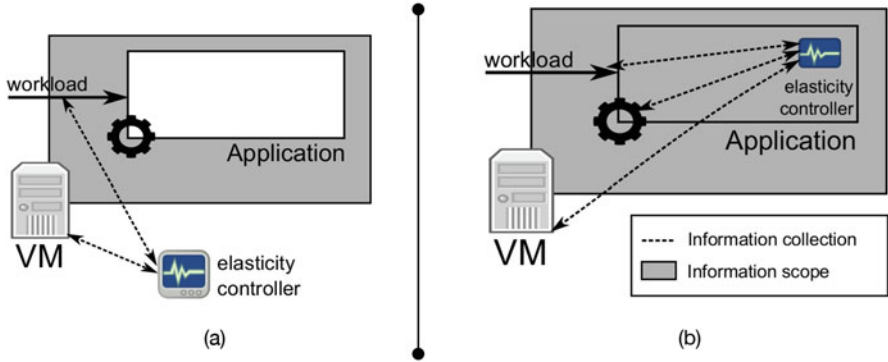 workload
Application
VM
elasticity
controller
(a)
workload
elasticity
controller
Application
VM
Information collection
Information scope
(b)